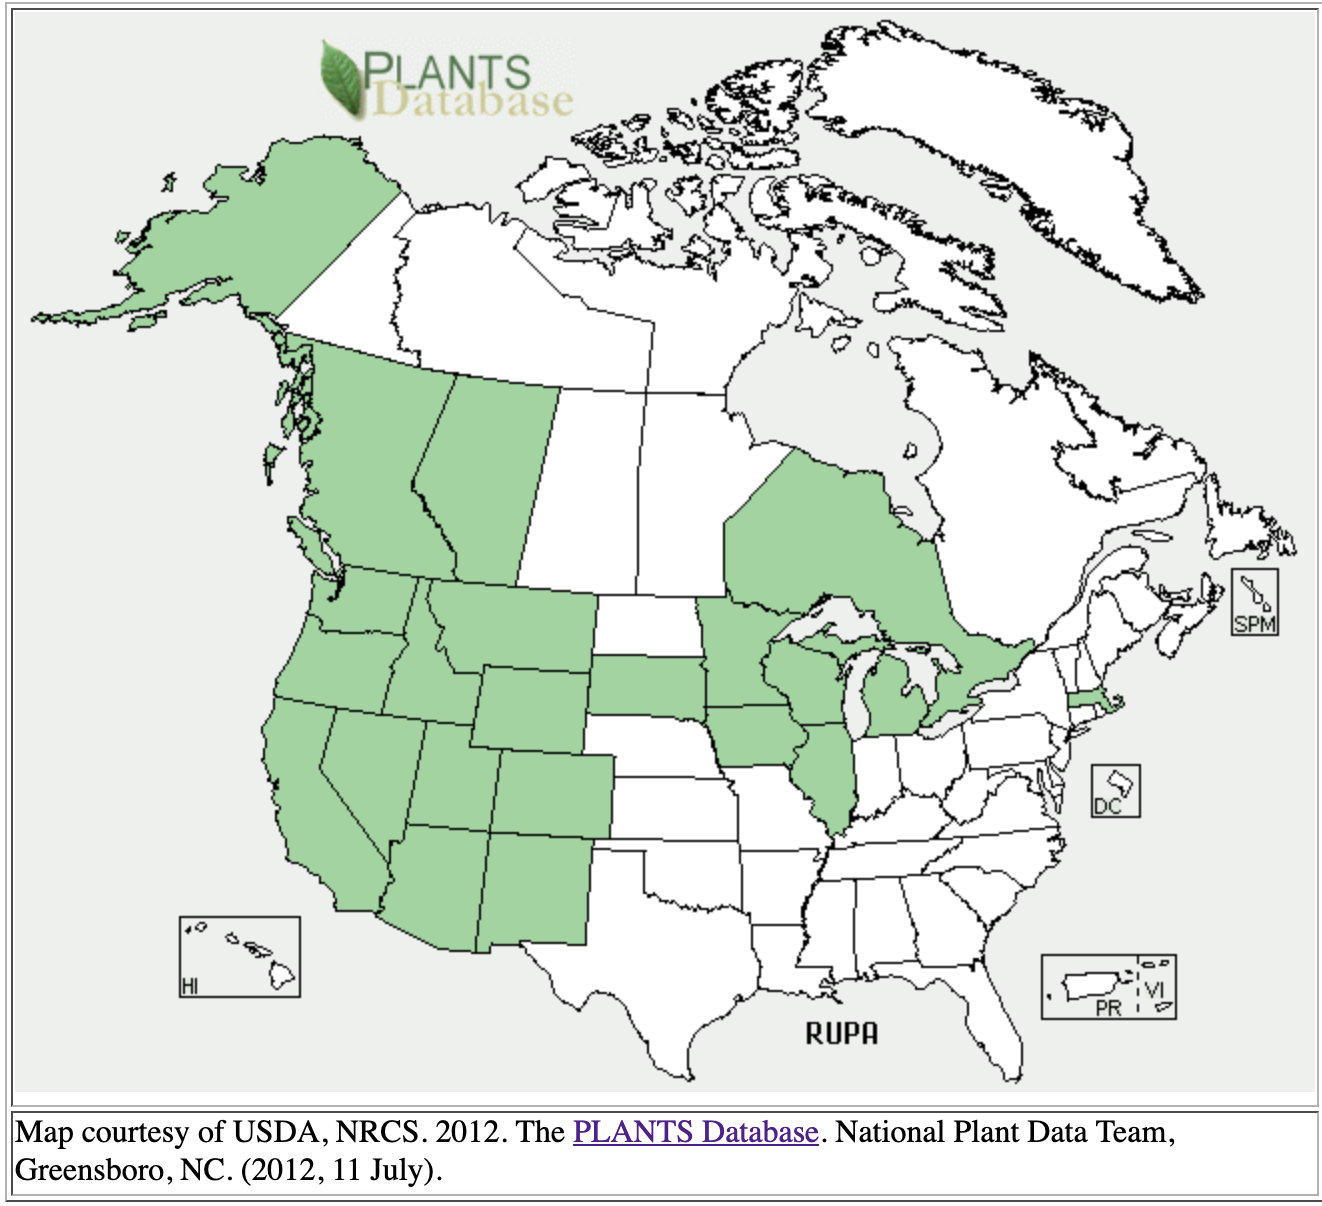 PLANTS
Database
SPM
DC
HI
PR
VI
RUPA
Map courtesy of USDA, NRCS. 2012. The PLANTS Database. National Plant Data Team,
Greensboro, NC. (2012, 11 July).